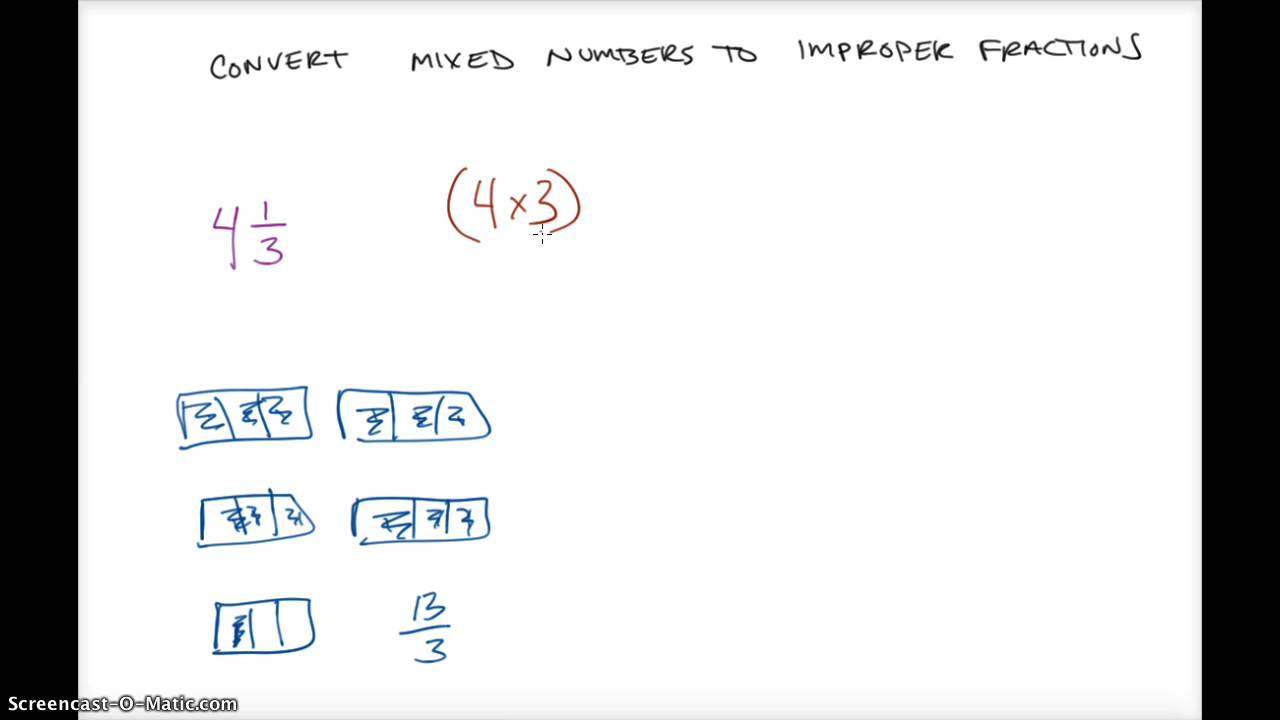 CONVERT MIXED NUMBERS TO IMPROPER FRACTIONS
4 1/3 (4 × 3)
13/3
Screencast-O-Matic.com